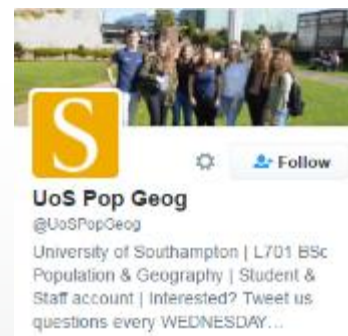 S
Follow
UoS Pop Geog
@UoSPopGeog
University of Southampton | L701 BSc
Population & Geography | Student &
Staff account | Interested? Tweet us
questions every WEDNESDAY…